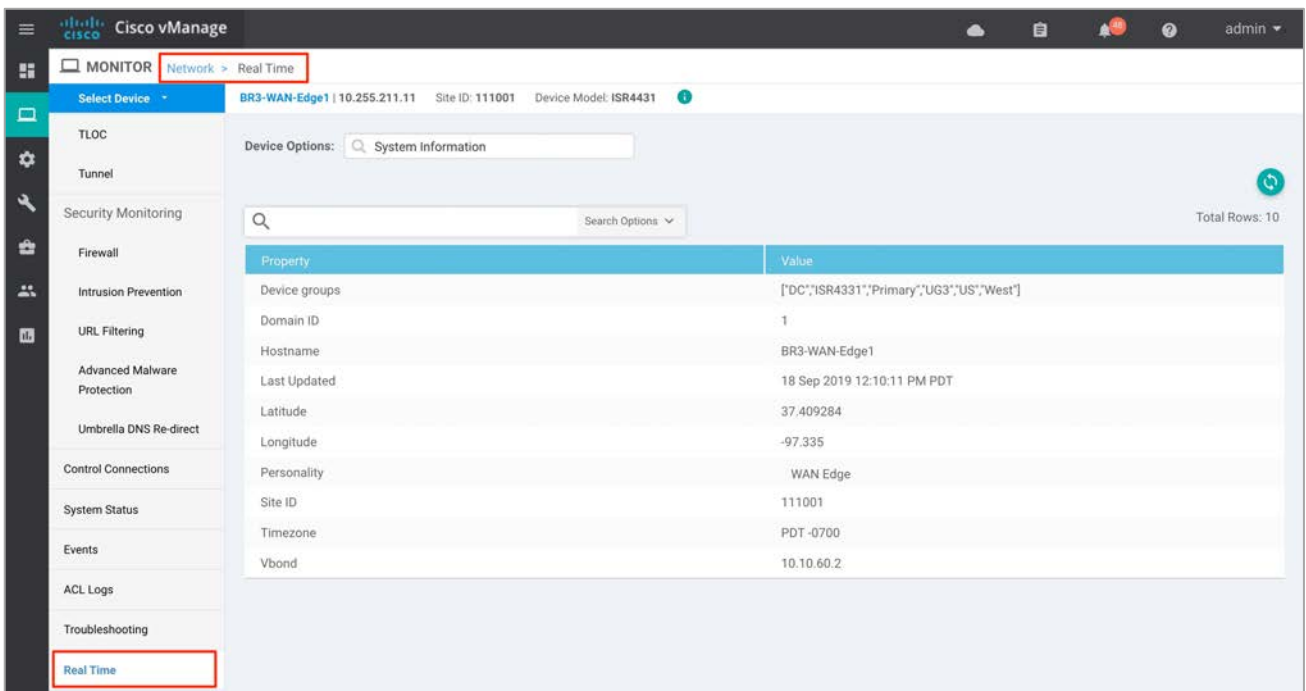 cisco Cisco vManage 48 admin
MONITOR Network > Real Time
Select Device BR3-WAN-Edge1 | 10.255.211.11 Site ID: 111001 Device Model: ISR4431
TLOC
Device Options: System Information
Tunnel
Security Monitoring
Search Options
Total Rows: 10
Firewall
Property Value
Device groups ["DC","ISR4331","Primary","UG3","US","West"]
Intrusion Prevention
Domain ID 1
URL Filtering
Hostname BR3-WAN-Edge1
Advanced Malware
Protection
Last Updated 18 Sep 2019 12:10:11 PM PDT
Latitude 37.409284
Umbrella DNS Re-direct
Longitude -97.335
Control Connections
Personality WAN Edge
Site ID 111001
System Status
Timezone PDT -0700
Events
Vbond 10.10.60.2
ACL Logs
Troubleshooting
Real Time